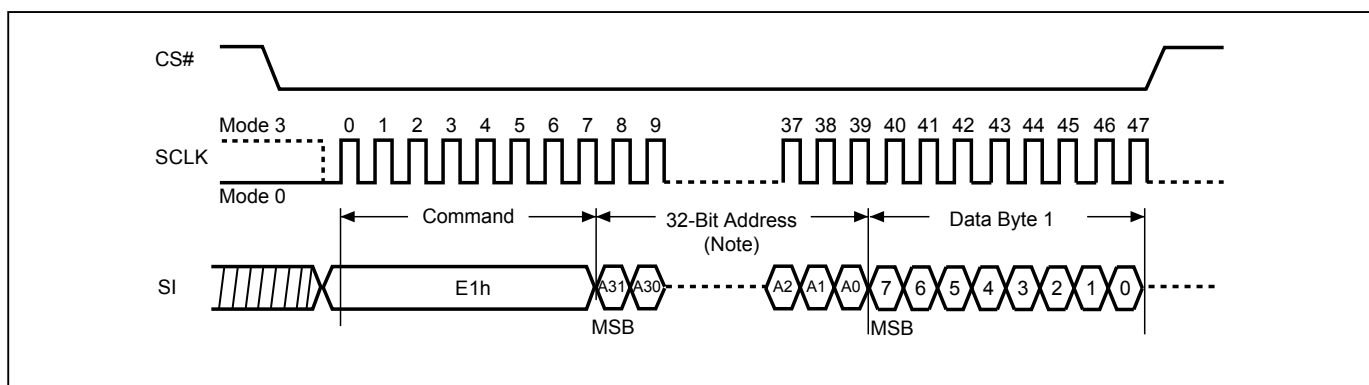 CS#
Mode 3
0 1 2 3 4 5 6 7 8 9 37 38 39 40 41 42 43 44 45 46 47
SCLK
Mode 0
Command 32-Bit Address Data Byte 1
(Note)
SI E1h A31 A30 A2 A1 A0 7 6 5 4 3 2 1 0
MSB MSB